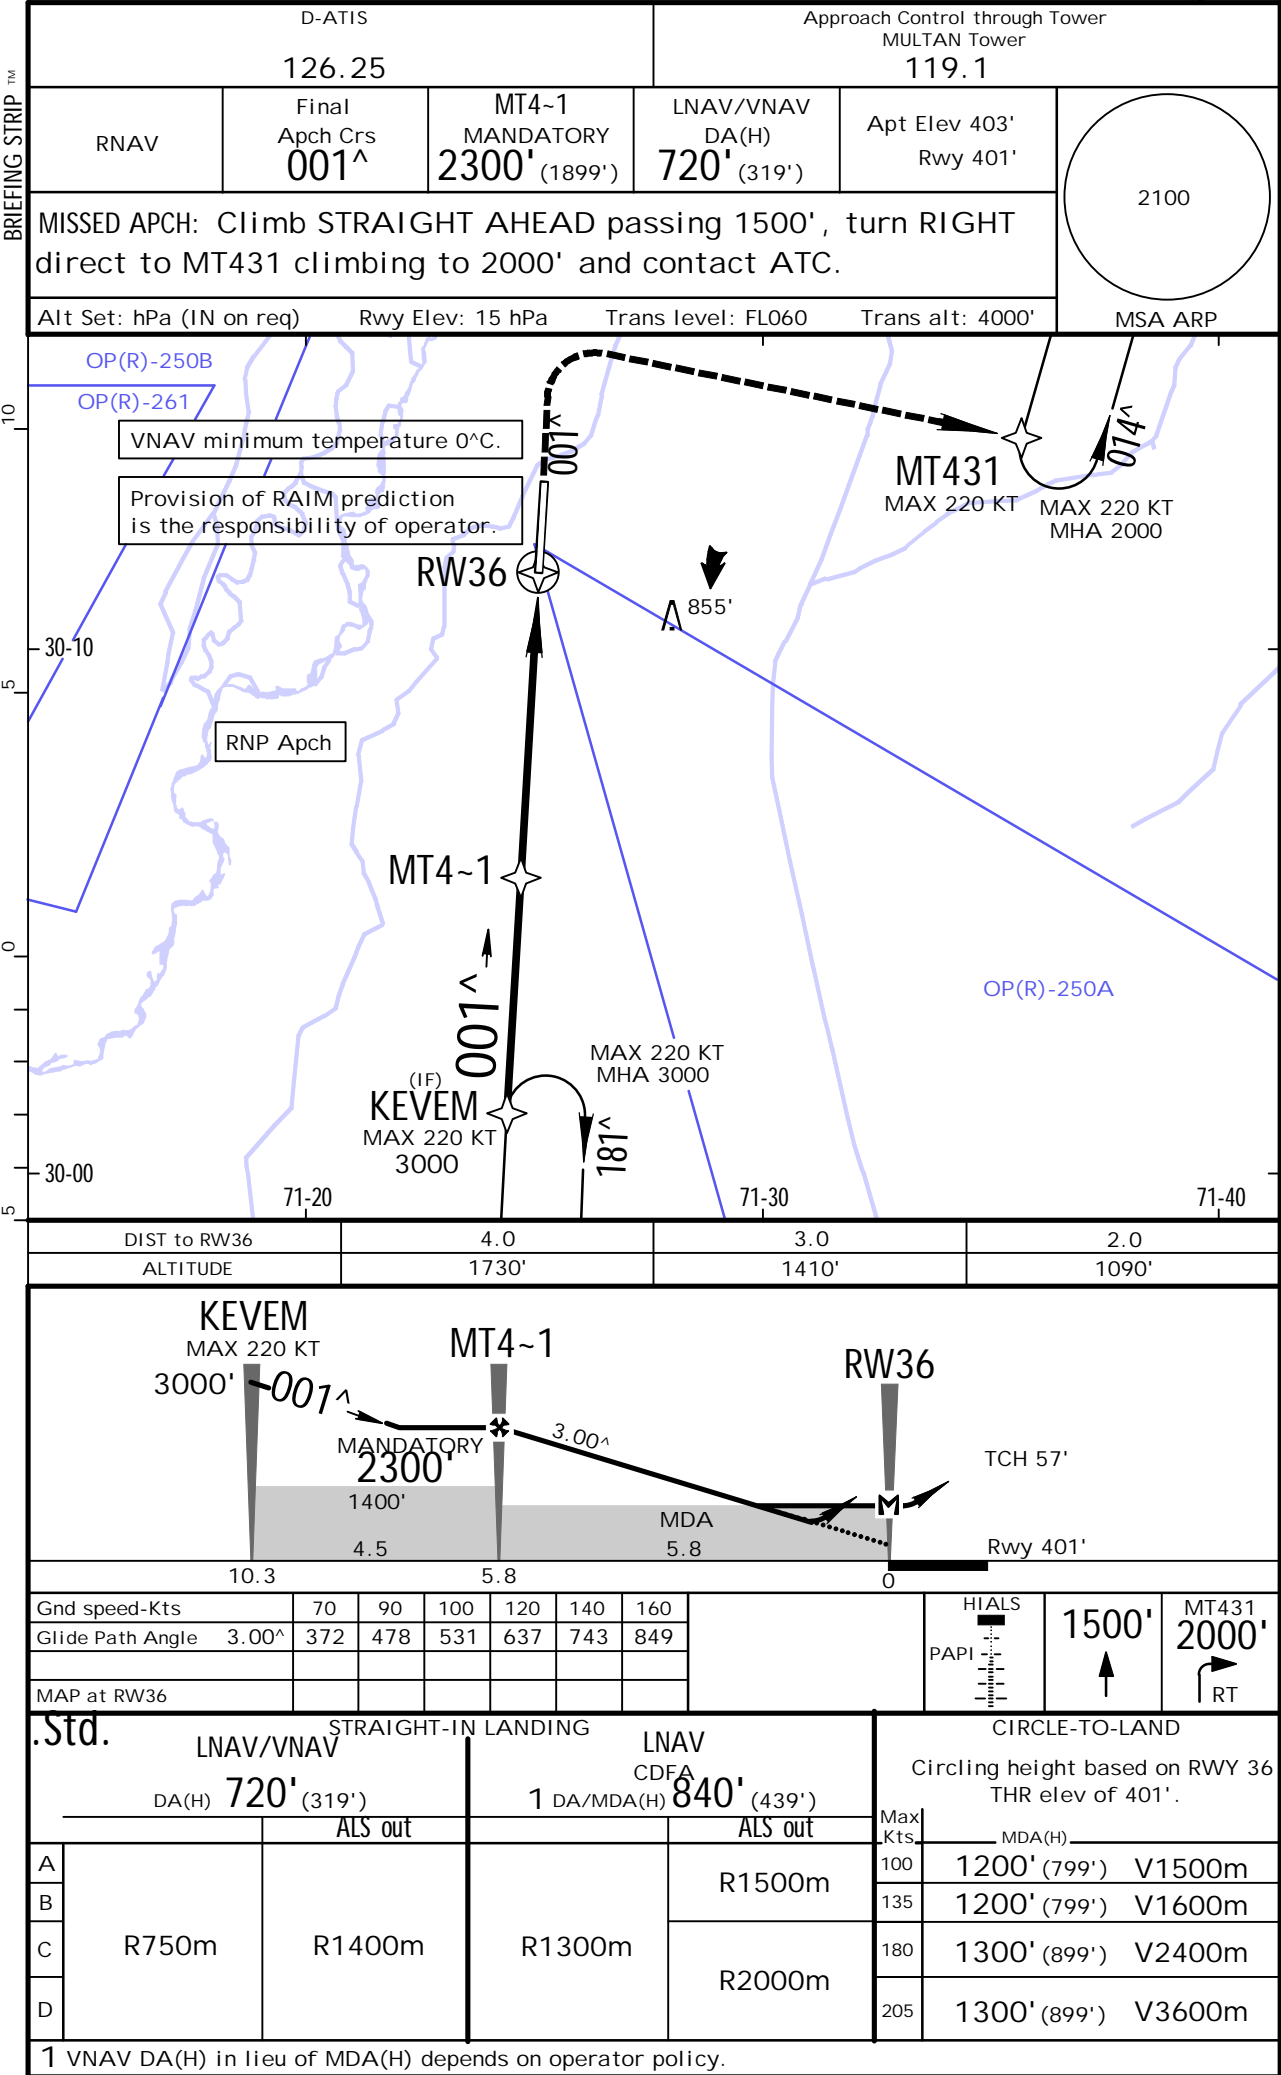 BRIEFING STRIP TM
D-ATIS
126.25
Approach Control through Tower
MULTAN Tower
119.1
RNAV
Final
Apch Crs
001^
MT4~1
MANDATORY
2300' (1899')
LNAV/VNAV
DA(H)
720' (319')
Apt Elev 403'
Rwy 401'
2100
MSA ARP
MISSED APCH: Climb STRAIGHT AHEAD passing 1500', turn RIGHT
direct to MT431 climbing to 2000' and contact ATC.
Alt Set: hPa (IN on req) Rwy Elev: 15 hPa Trans level: FL060 Trans alt: 4000'
OP(R)-250B
OP(R)-261
10
VNAV minimum temperature 0^C.
001^
MT431
MAX 220 KT
014^
MAX 220 KT
MHA 2000
Provision of RAIM prediction
is the responsibility of operator.
RW36
855'
30-10
5
RNP Apch
MT4~1
0
OP(R)-250A
001^
MAX 220 KT
MHA 3000
(IF)
KEVEM
MAX 220 KT
3000
181^
30-00
71-20
71-30
71-40
5
DIST to RW36 4.0 3.0 2.0
ALTITUDE 1730' 1410' 1090'
KEVEM
MAX 220 KT
3000'
001^
MT4~1
RW36
MANDATORY
2300'
3.00^
TCH 57'
1400'
MDA
4.5
5.8
Rwy 401'
10.3
5.8
0
Gnd speed-Kts 70 90 100 120 140 160
Glide Path Angle 3.00^ 372 478 531 637 743 849
MAP at RW36
HIALS
PAPI
1500'
MT431
2000'
RT
.Std.
STRAIGHT-IN LANDING
LNAV/VNAV
DA(H) 720' (319')
LNAV
CDFA
1 DA/MDA(H) 840' (439')
ALS out
ALS out
CIRCLE-TO-LAND
Circling height based on RWY 36
THR elev of 401'.
Max
Kts
MDA(H)
A
B
C
D
R750m
R1400m
R1300m
R1500m
R2000m
100 1200' (799') V1500m
135 1200' (799') V1600m
180 1300' (899') V2400m
205 1300' (899') V3600m
1 VNAV DA(H) in lieu of MDA(H) depends on operator policy.